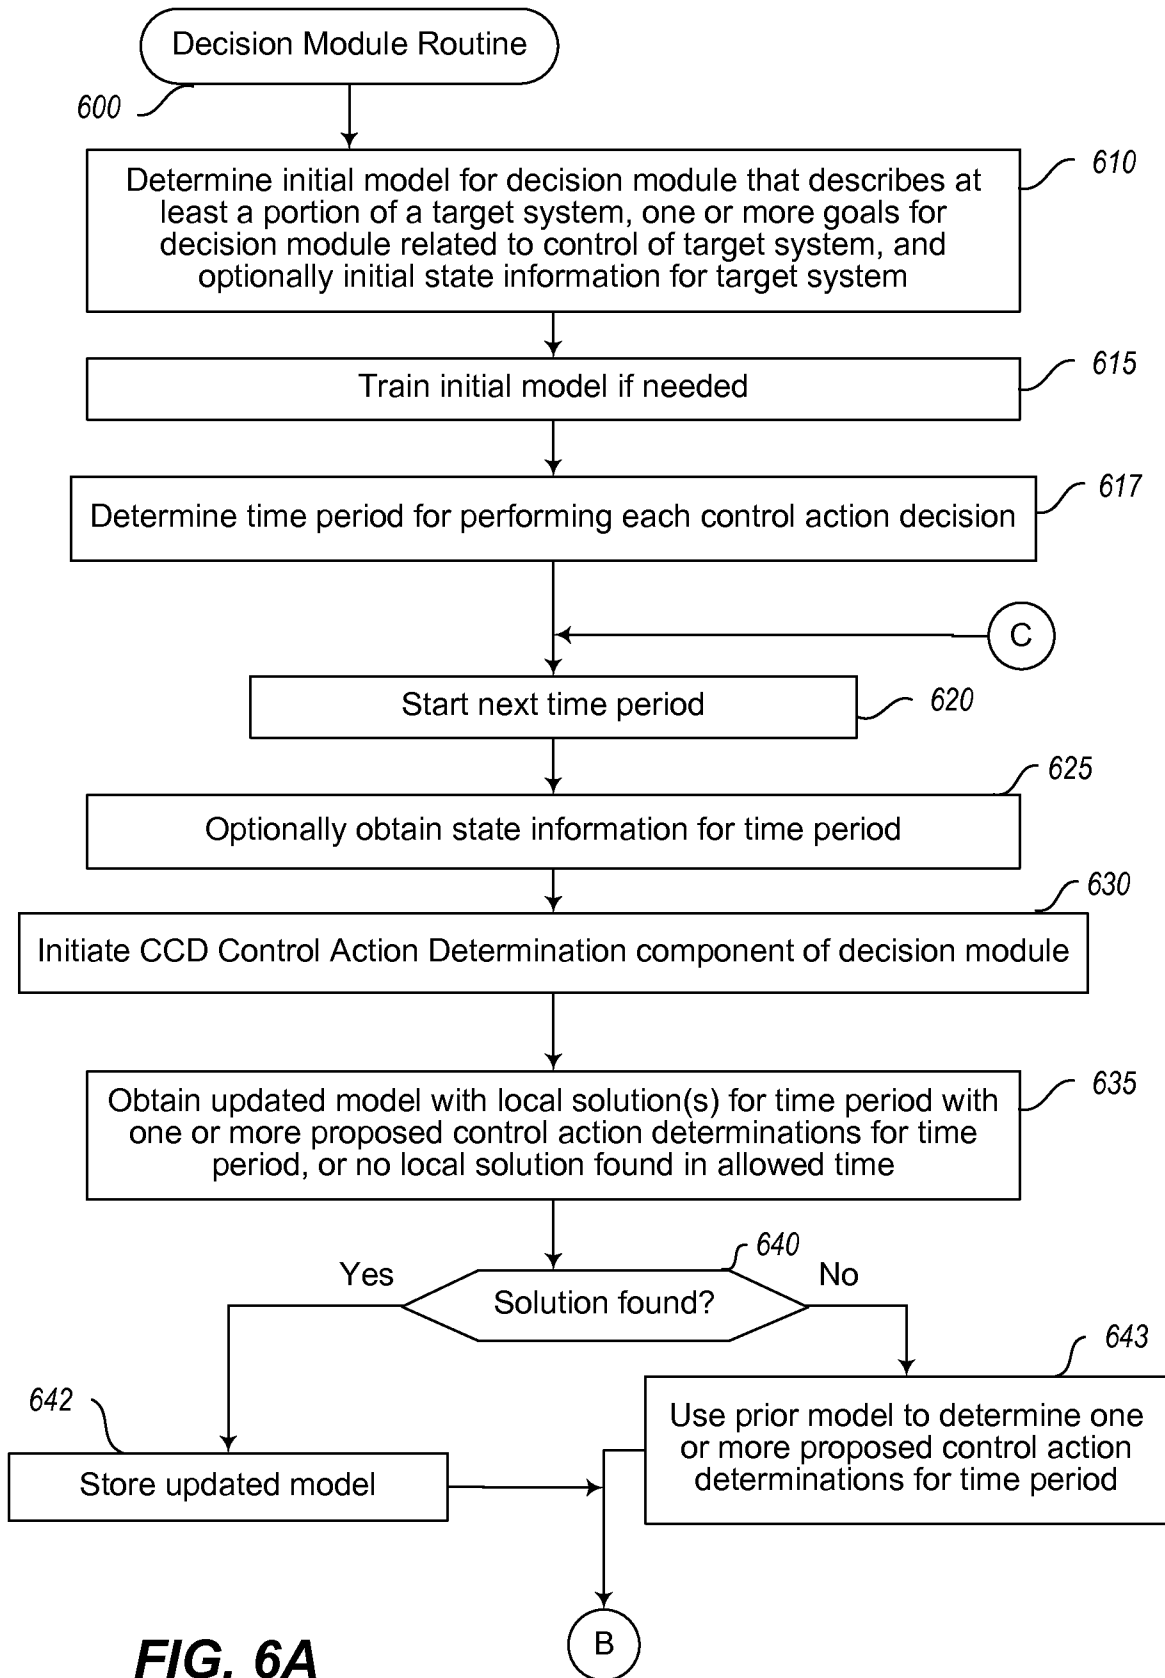 Decision Module Routine
600
610
Determine initial model for decision module that describes at
least a portion of a target system, one or more goals for
decision module related to control of target system, and
optionally initial state information for target system
615
Train initial model if needed
617
Determine time period for performing each control action decision
C
Start next time period
620
625
Optionally obtain state information for time period
630
Initiate CCD Control Action Determination component of decision module
635
Obtain updated model with local solution(s) for time period with
one or more proposed control action determinations for time
period, or no local solution found in allowed time
640
Yes
No
Solution found?
643
642
Use prior model to determine one
or more proposed control action
determinations for time period
Store updated model
B
FIG. 6A